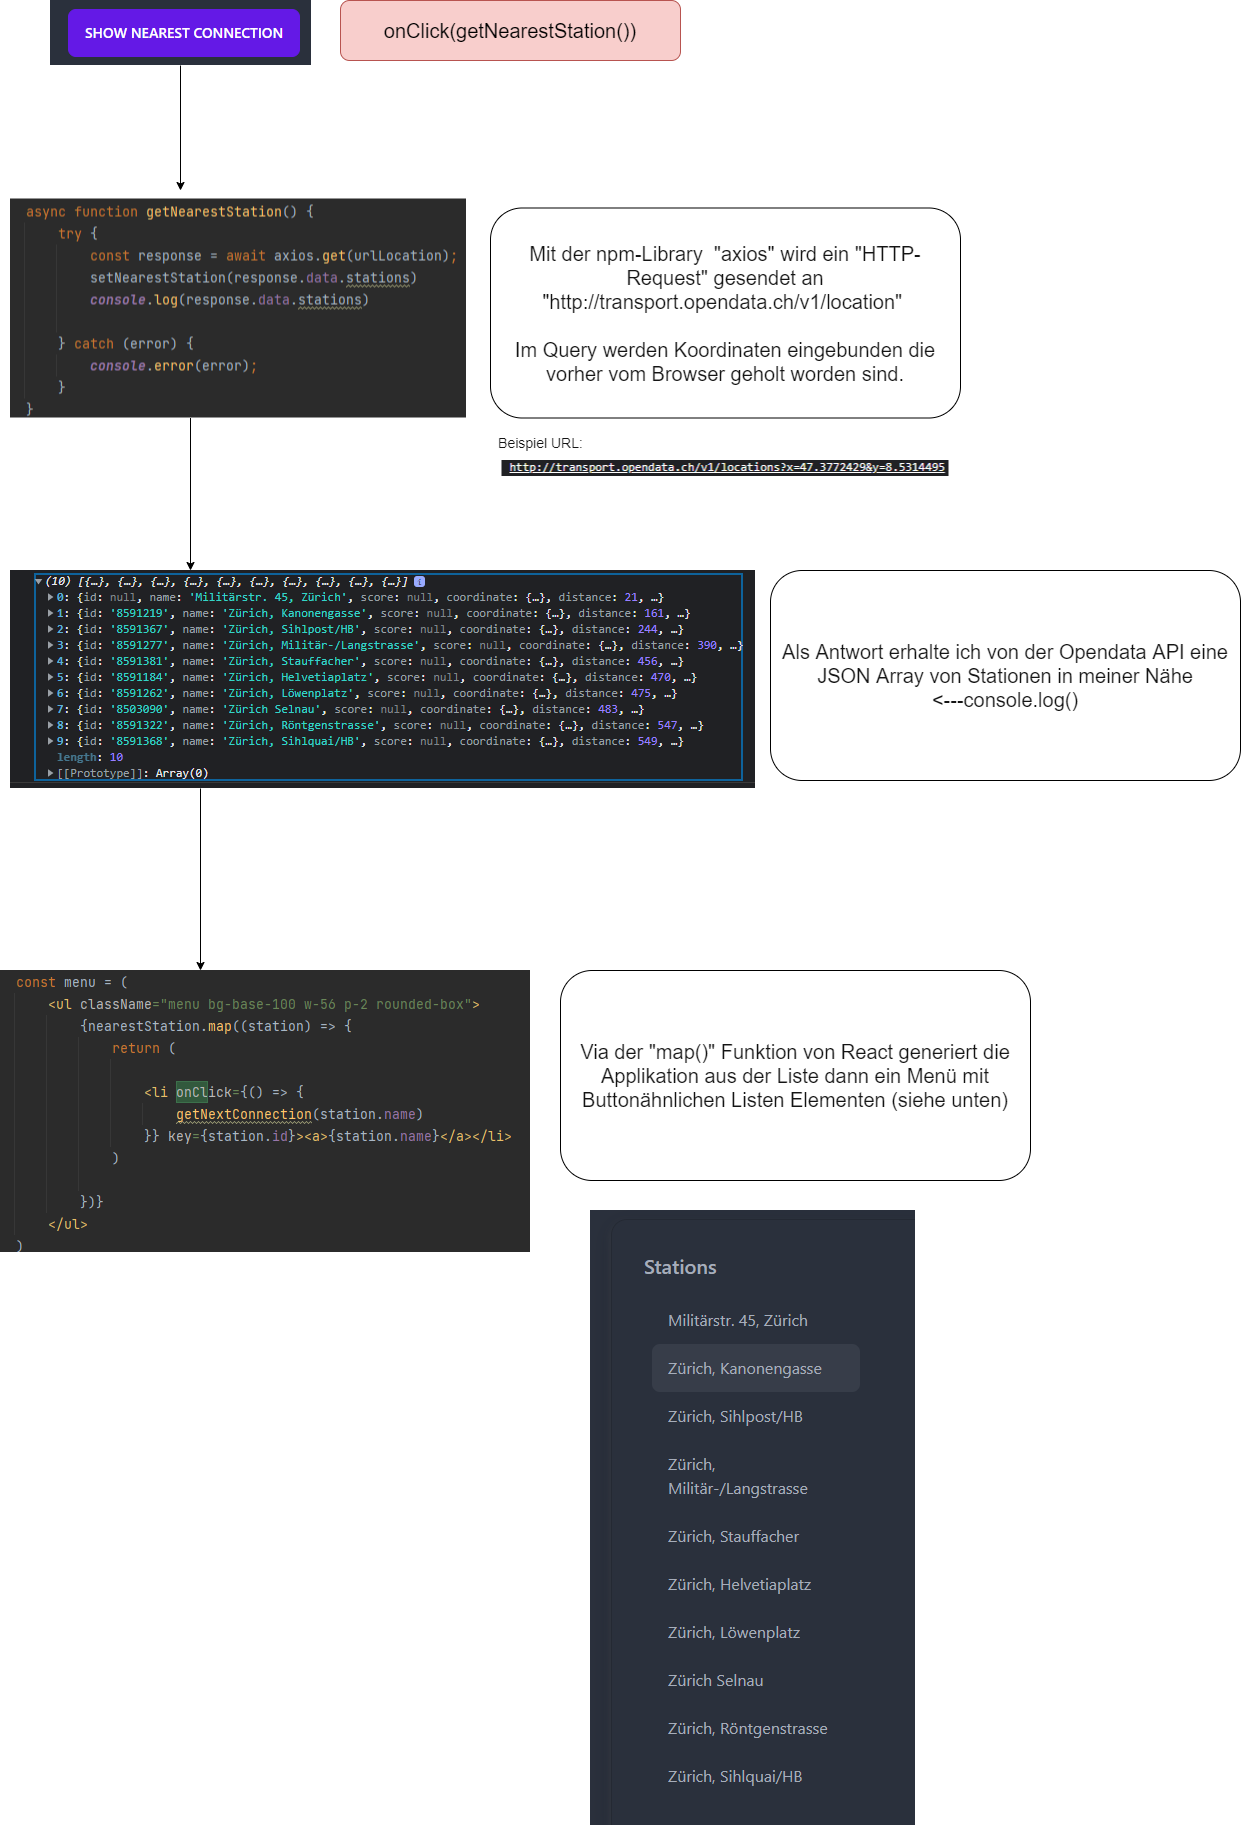 SHOW NEAREST CONNECTION
onClick(getNearestStation())
async function getNearestStation() {
try {
const response = await axios.get(urlLocation);
setNearestStation(response.data.stations)
console.log(response.data.stations)
} catch (error) {
console.error(error);
}
}
Mit der npm-Library  "axios" wird ein "HTTP-
Request" gesendet an
"http://transport.opendata.ch/v1/location"
Im Query werden Koordinaten eingebunden die
vorher vom Browser geholt worden sind.
Beispiel URL:
http://transport.opendata.ch/v1/locations?x=47.3772429&y=8.5314495
(10) [{…}, {…}, {…}, {…}, {…}, {…}, {…}, {…}, {…}, {…}] i
0: {id: null, name: 'Militärstr. 45, Zürich', score: null, coordinate: {…}, distance: 21, …}
1: {id: '8591219', name: 'Zürich, Kanonengasse', score: null, coordinate: {…}, distance: 161, …}
2: {id: '8591367', name: 'Zürich, Sihlpost/HB', score: null, coordinate: {…}, distance: 244, …}
3: {id: '8591277', name: 'Zürich, Militär-/Langstrasse', score: null, coordinate: {…}, distance: 390, …}
4: {id: '8591381', name: 'Zürich, Stauffacher', score: null, coordinate: {…}, distance: 456, …}
5: {id: '8591184', name: 'Zürich, Helvetiaplatz', score: null, coordinate: {…}, distance: 470, …}
6: {id: '8591262', name: 'Zürich, Löwenplatz', score: null, coordinate: {…}, distance: 475, …}
7: {id: '8503090', name: 'Zürich Selnau', score: null, coordinate: {…}, distance: 483, …}
8: {id: '8591322', name: 'Zürich, Röntgenstrasse', score: null, coordinate: {…}, distance: 547, …}
9: {id: '8591368', name: 'Zürich, Sihlquai/HB', score: null, coordinate: {…}, distance: 549, …}
length: 10
[[Prototype]]: Array(0)
Als Antwort erhalte ich von der Opendata API eine
JSON Array von Stationen in meiner Nähe
<---console.log()
const menu = (
<ul className="menu bg-base-100 w-56 p-2 rounded-box">
{nearestStation.map((station) => {
return (
<li onClick={() => {
getNextConnection(station.name)
}} key={station.id}><a>{station.name}</a></li>
)
})}
</ul>
)
Via der "map()" Funktion von React generiert die
Applikation aus der Liste dann ein Menü mit
Buttonähnlichen Listen Elementen (siehe unten)
Stations
Militärstr. 45, Zürich
Zürich, Kanonengasse
Zürich, Sihlpost/HB
Zürich,
Militär-/Langstrasse
Zürich, Stauffacher
Zürich, Helvetiaplatz
Zürich, Löwenplatz
Zürich Selnau
Zürich, Röntgenstrasse
Zürich, Sihlquai/HB